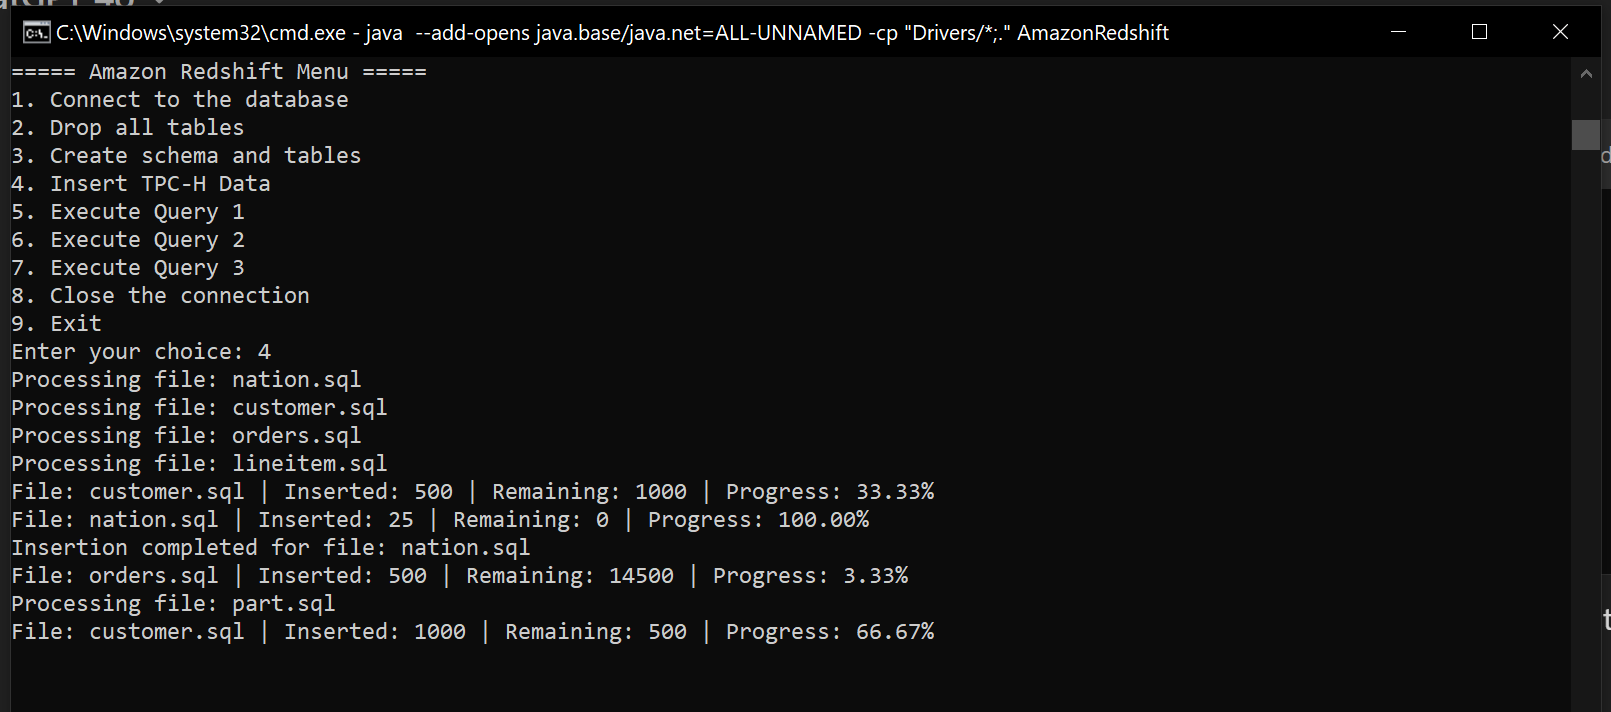 C:\Windows\system32\cmd.exe - java  --add-opens java.base/java.net=ALL-UNNAMED -cp "Drivers/*;." AmazonRedshift
===== Amazon Redshift Menu =====
1. Connect to the database
2. Drop all tables
3. Create schema and tables
4. Insert TPC-H Data
5. Execute Query 1
6. Execute Query 2
7. Execute Query 3
8. Close the connection
9. Exit
Enter your choice: 4
Processing file: nation.sql
Processing file: customer.sql
Processing file: orders.sql
Processing file: lineitem.sql
File: customer.sql | Inserted: 500 | Remaining: 1000 | Progress: 33.33%
File: nation.sql | Inserted: 25 | Remaining: 0 | Progress: 100.00%
Insertion completed for file: nation.sql
File: orders.sql | Inserted: 500 | Remaining: 14500 | Progress: 3.33%
Processing file: part.sql
File: customer.sql | Inserted: 1000 | Remaining: 500 | Progress: 66.67%